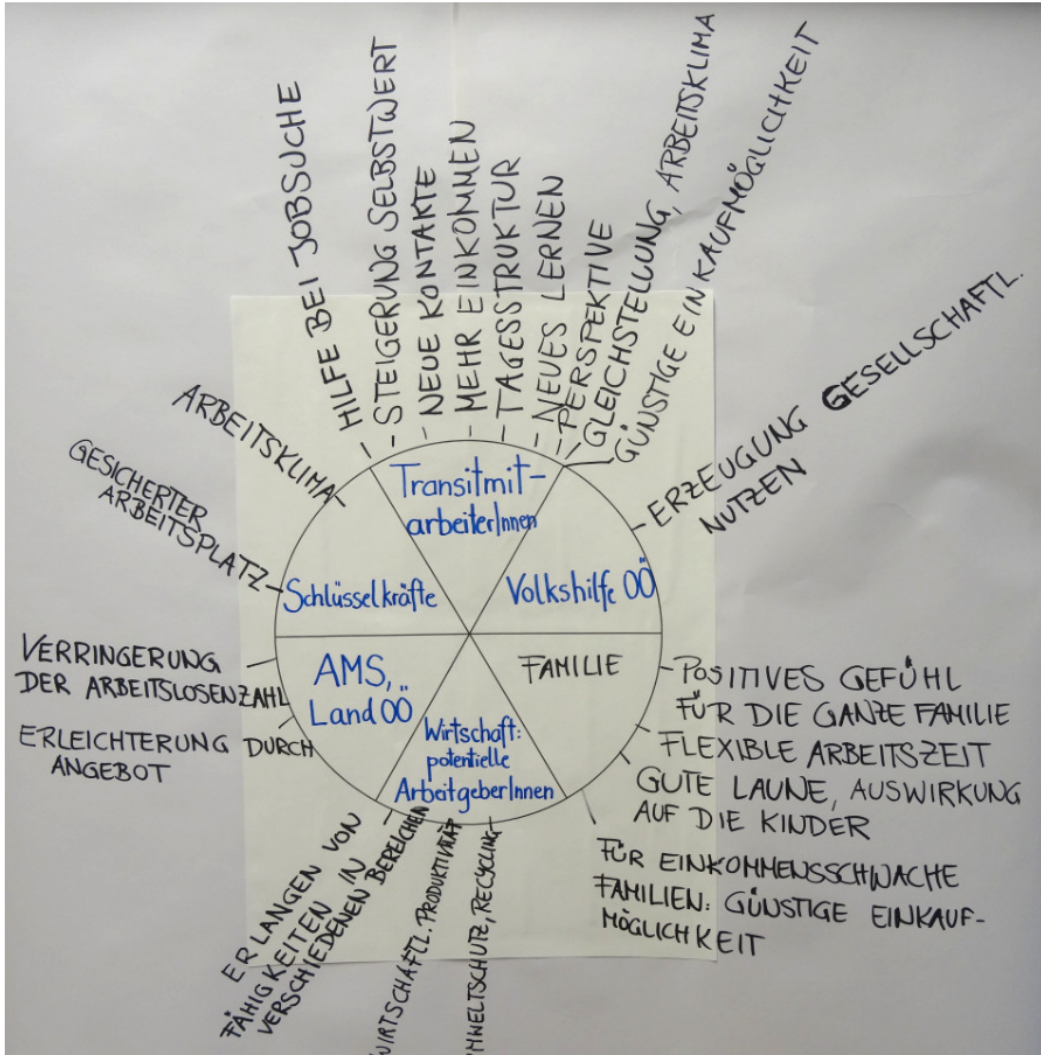 HILFE BEI JOBSUCHE
STEIGERUNG SELBSTWERT
NEUE KONTAKTE
MEHR EINKOMMEN
TAGESSTRUKTUR
NEUES LERNEN
PERSPEKTIVE
GLEICHSTELLUNG, ARBEITSKLIMA
GÜNSTIGE EINKAUFMÖGLICHKEIT
Transitmit-
arbeiterInnen
ERZEUGUNG GESELLSCHAFTL.
NUTZEN
Volkshilfe OÖ
FAMILIE
POSITIVES GEFÜHL
FÜR DIE GANZE FAMILIE
FLEXIBLE ARBEITSZEIT
GUTE LAUNE, AUSWIRKUNG
AUF DIE KINDER
FÜR EINKOMMENSSCHWACHE
FAMILIEN: GÜNSTIGE EINKAUF-
MÖGLICHKEIT
Wirtschaft:
potentielle
ArbeitgeberInnen
ERLANGEN VON
FÄHIGKEITEN IN
VERSCHIEDENEN BEREICHEN
WIRTSCHAFTL. PRODUKTIVITÄT
MWELTSCHUTZ, RECYCLING
AMS,
Land OÖ
VERRINGERUNG
DER ARBEITSLOSENZAHL
ERLEICHTERUNG DURCH
ANGEBOT
Schlüsselkräfte
ARBEITSKLIMA
GESICHERTER
ARBEITSPLATZ